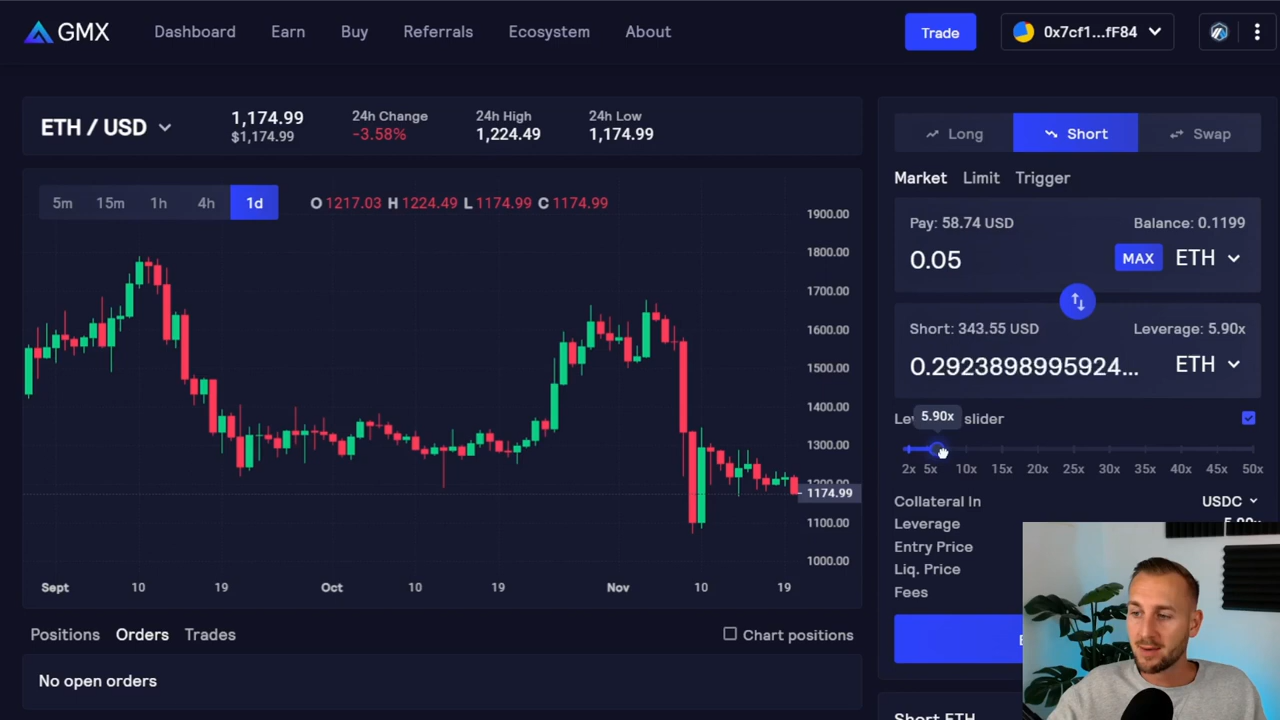 GMX Dashboard Earn Buy Referrals Ecosystem About Trade 0x7cf1...fF84
ETH / USD
1,174.99
$1,174.99
24h Change
-3.58%
24h High
1,224.49
24h Low
1,174.99
5m 15m 1h 4h 1d
O 1217.03 H 1224.49 L 1174.99 C 1174.99
1900.00
1800.00
1700.00
1600.00
1500.00
1400.00
1300.00
1174.99
1100.00
1000.00
Sept 10 19 Oct 10 19 Nov 10 19
Positions Orders Trades
Chart positions
No open orders
Long Short Swap
Market Limit Trigger
Pay: 58.74 USD Balance: 0.1199
0.05 MAX ETH
Short: 343.55 USD Leverage: 5.90x
0.2923898995924... ETH
5.90x
slider
2x 5x 10x 15x 20x 25x 30x 35x 40x 45x 50x
Collateral In USDC
Leverage
Entry Price
Liq. Price
Fees
Short ETH